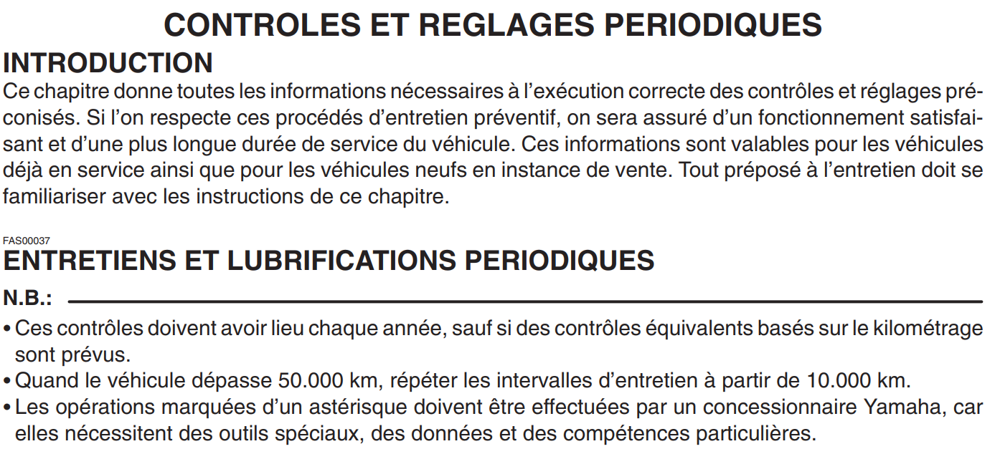 CONTROLES ET REGLAGES PERIODIQUES
INTRODUCTION
Ce chapitre donne toutes les informations nécessaires à l'exécution correcte des contrôles et réglages pré-
conisés. Si l'on respecte ces procédés d'entretien préventif, on sera assuré d'un fonctionnement satisfai-
sant et d'une plus longue durée de service du véhicule. Ces informations sont valables pour les véhicules
déjà en service ainsi que pour les véhicules neufs en instance de vente. Tout préposé à l'entretien doit se
familiariser avec les instructions de ce chapitre.
FAS00037
ENTRETIENS ET LUBRIFICATIONS PERIODIQUES
N.B.:
• Ces contrôles doivent avoir lieu chaque année, sauf si des contrôles équivalents basés sur le kilométrage
sont prévus.
• Quand le véhicule dépasse 50.000 km, répéter les intervalles d'entretien à partir de 10.000 km.
• Les opérations marquées d'un astérisque doivent être effectuées par un concessionnaire Yamaha, car
elles nécessitent des outils spéciaux, des données et des compétences particulières.